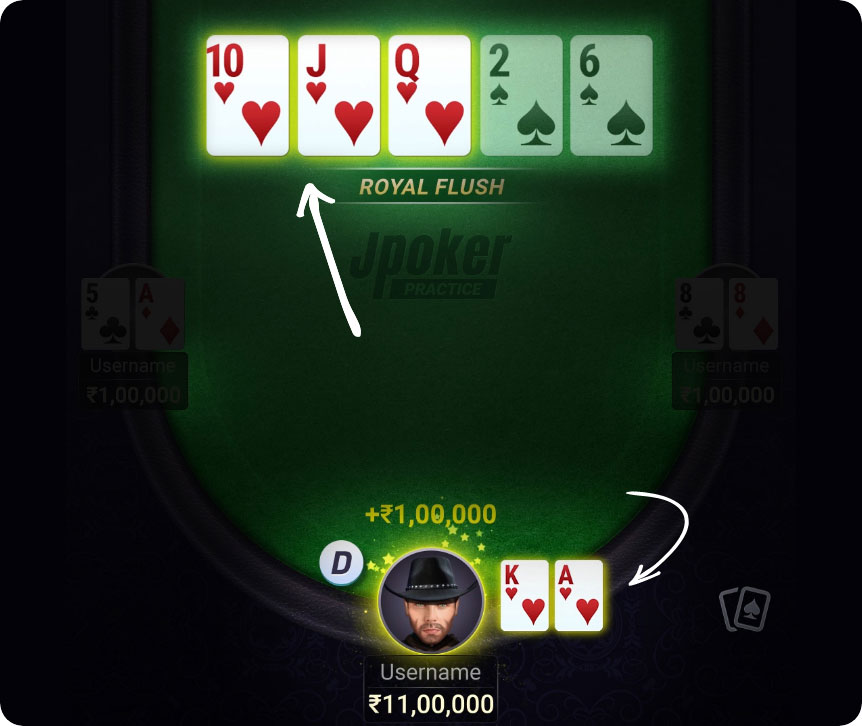 10 J Q 2 6
ROYAL FLUSH
Jpoker
PRACTICE
5 A
Username
₹1,00,000
8 8
Username
₹1,00,000
+₹1,00,000
D
K A
Username
₹11,00,000